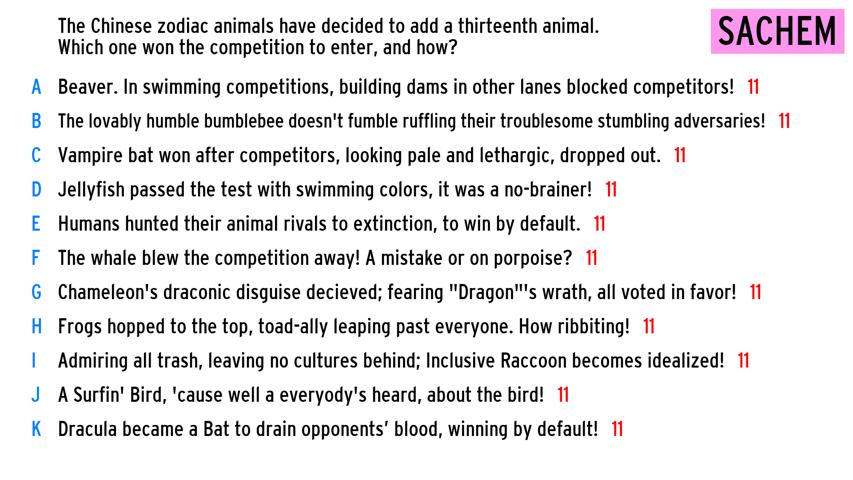 The Chinese zodiac animals have decided to add a thirteenth animal.
Which one won the competition to enter, and how?
SACHEM
A Beaver. In swimming competitions, building dams in other lanes blocked competitors! 11
B The lovably humble bumblebee doesn't fumble ruffling their troublesome stumbling adversaries! 11
C Vampire bat won after competitors, looking pale and lethargic, dropped out. 11
D Jellyfish passed the test with swimming colors, it was a no-brainer! 11
E Humans hunted their animal rivals to extinction, to win by default. 11
F The whale blew the competition away! A mistake or on porpoise? 11
G Chameleon's draconic disguise decieved; fearing "Dragon"'s wrath, all voted in favor! 11
H Frogs hopped to the top, toad-ally leaping past everyone. How ribbiting! 11
I Admiring all trash, leaving no cultures behind; Inclusive Raccoon becomes idealized! 11
J A Surfin' Bird, 'cause well a everyody's heard, about the bird! 11
K Dracula became a Bat to drain opponents’ blood, winning by default! 11